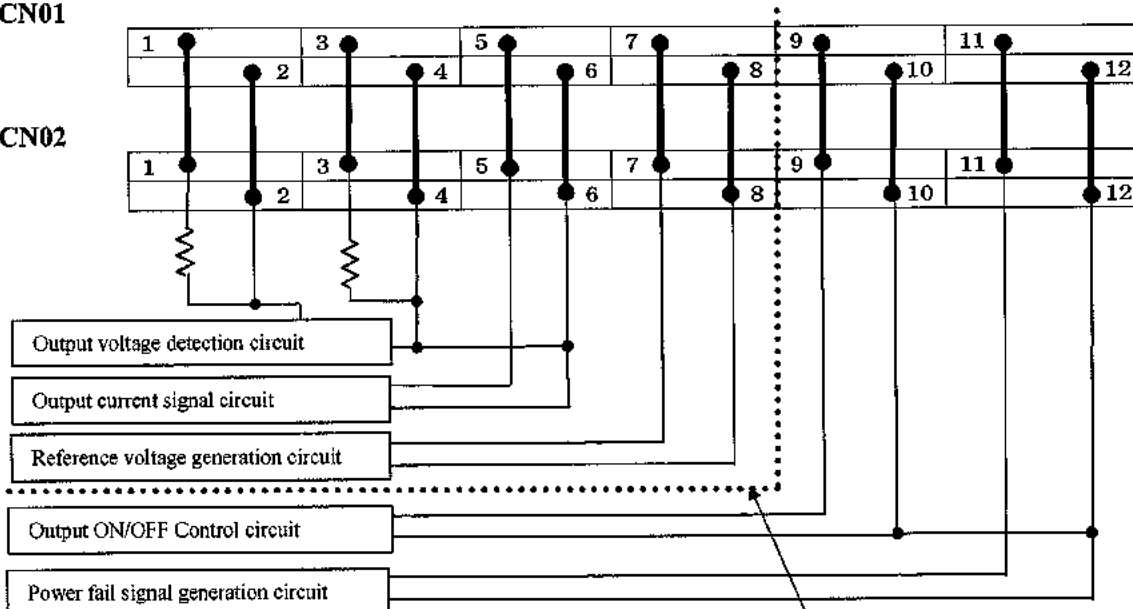 CN01
1 3 5 7 9 11
2 4 6 8 10 12
CN02
1 3 5 7 9 11
2 4 6 8 10 12
Output voltage detection circuit
Output current signal circuit
Reference voltage generation circuit
Output ON/OFF Control circuit
Power fail signal generation circuit